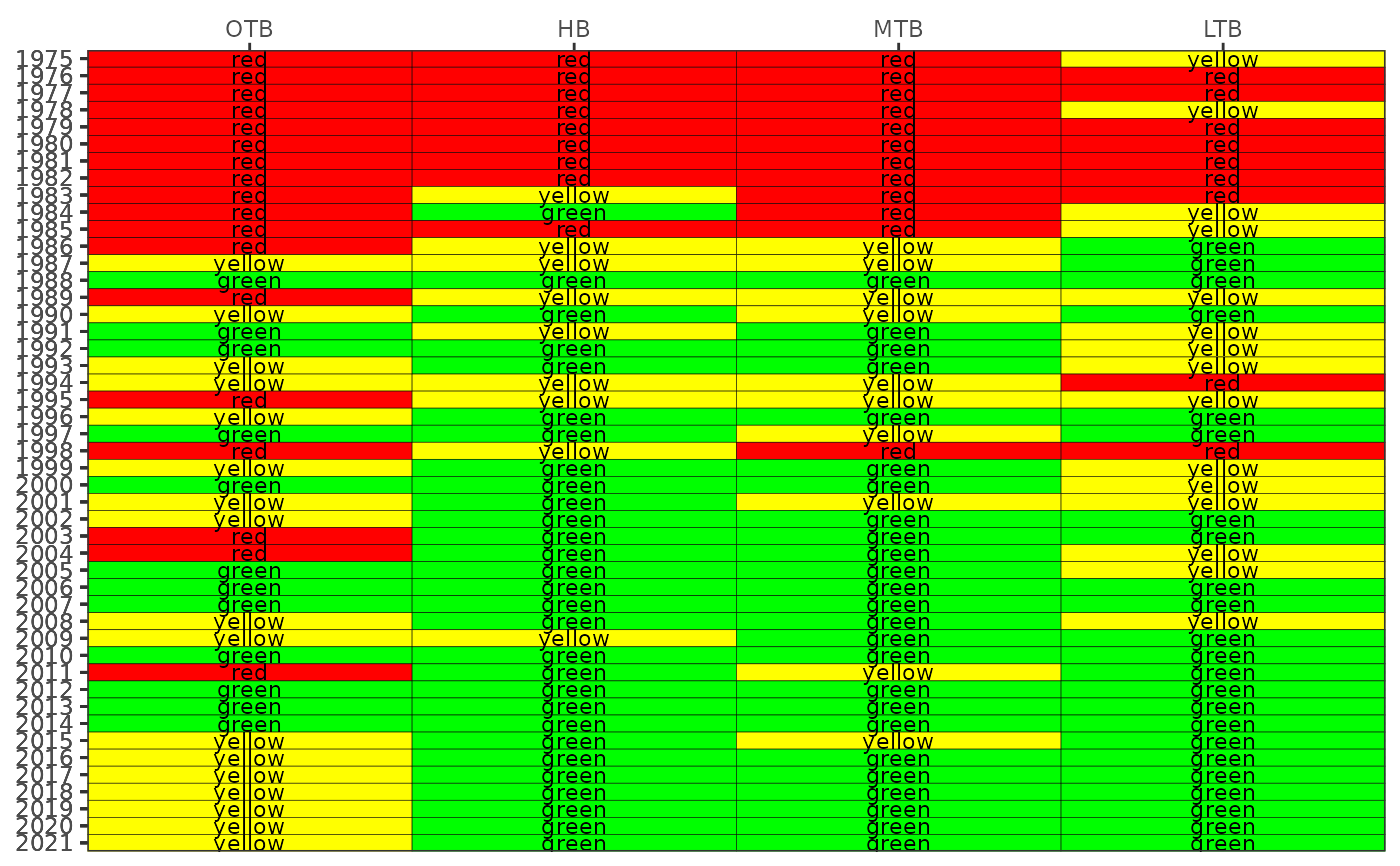 OTB HB MTB LTB
1975 red red red yellow
1976 red red red red
1977 red red red red
1978 red red red yellow
1979 red red red red
1980 red red red red
1981 red red red red
1982 red red red red
1983 red yellow red red
1984 red green red yellow
1985 red red red yellow
1986 red yellow yellow green
1987 yellow yellow yellow green
1988 green green green green
1989 red yellow yellow yellow
1990 yellow green yellow green
1991 green yellow green yellow
1992 green green green yellow
1993 yellow green green yellow
1994 yellow yellow yellow red
1995 red yellow yellow yellow
1996 yellow green green green
1997 green green yellow green
1998 red yellow red red
1999 yellow green green yellow
2000 green green green yellow
2001 yellow green yellow yellow
2002 yellow green green green
2003 red green green green
2004 red green green yellow
2005 green green green yellow
2006 green green green green
2007 green green green green
2008 yellow green green yellow
2009 yellow yellow green green
2010 green green green green
2011 red green yellow green
2012 green green green green
2013 green green green green
2014 green green green green
2015 yellow green yellow green
2016 yellow green green green
2017 yellow green green green
2018 yellow green green green
2019 yellow green green green
2020 yellow green green green
2021 yellow green green green